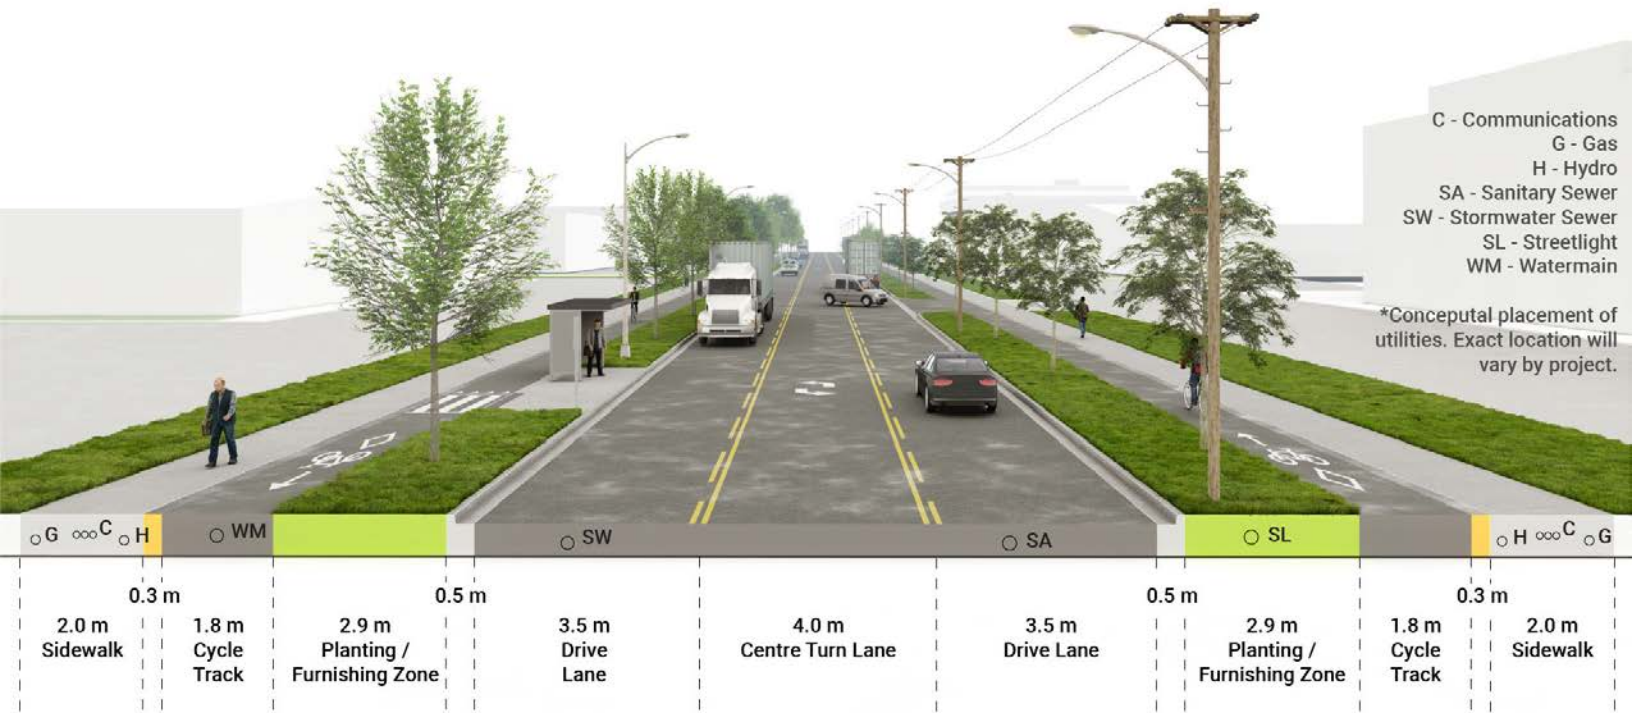 C - Communications
G - Gas
H - Hydro
SA - Sanitary Sewer
SW - Stormwater Sewer
SL - Streetlight
WM - Watermain
*Conceputal placement of
utilities. Exact location will
vary by project.
G C H WM SW SA SL H C G
0.3 m 0.5 m 0.5 m 0.3 m
2.0 m
Sidewalk
1.8 m
Cycle
Track
2.9 m
Planting /
Furnishing Zone
3.5 m
Drive
Lane
4.0 m
Centre Turn Lane
3.5 m
Drive Lane
2.9 m
Planting /
Furnishing Zone
1.8 m
Cycle
Track
2.0 m
Sidewalk